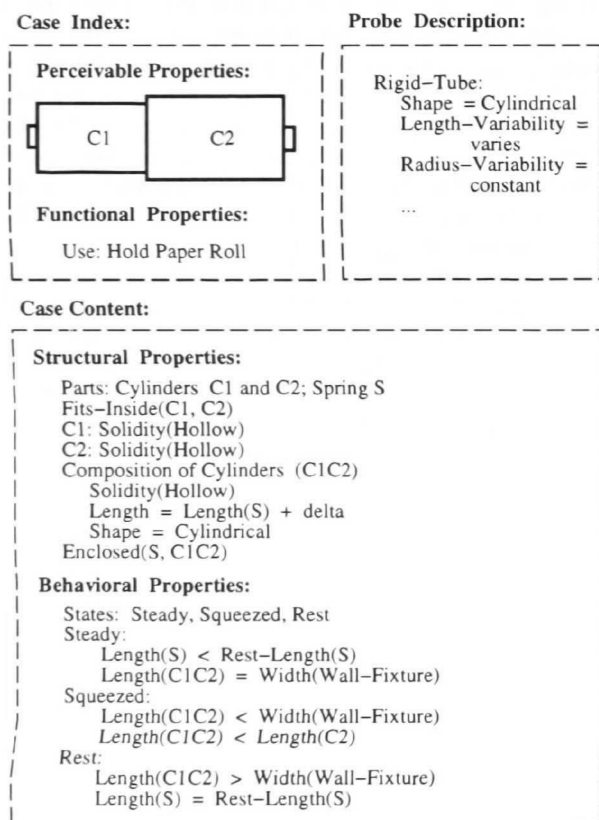 Case Index:
Perceivable Properties:
C1
C2
Functional Properties:
Use: Hold Paper Roll
Probe Description:
Rigid-Tube:
Shape = Cylindrical
Length-Variability =
varies
Radius-Variability =
constant
...
Case Content:
Structural Properties:
Parts: Cylinders C1 and C2; Spring S
Fits-Inside(C1, C2)
C1: Solidity(Hollow)
C2: Solidity(Hollow)
Composition of Cylinders (C1C2)
Solidity(Hollow)
Length = Length(S) + delta
Shape = Cylindrical
Enclosed(S, C1C2)
Behavioral Properties:
States: Steady, Squeezed, Rest
Steady:
Length(S) < Rest-Length(S)
Length(C1C2) = Width(Wall-Fixture)
Squeezed:
Length(C1C2) < Width(Wall-Fixture)
Length(C1C2) < Length(C2)
Rest:
Length(C1C2) > Width(Wall-Fixture)
Length(S) = Rest-Length(S)